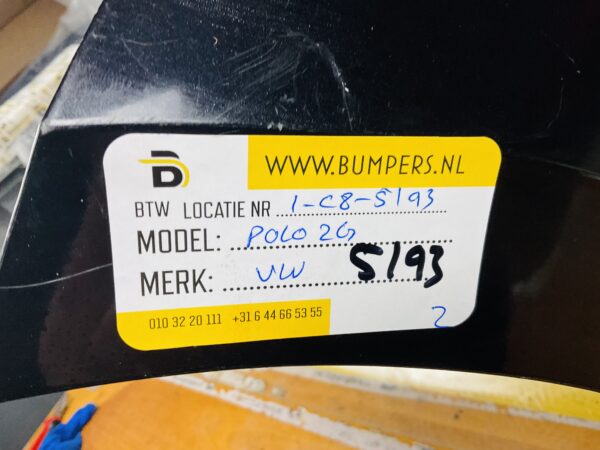 WWW.BUMPERS.NL
BTW LOCATIE NR 1-C8-5193
MODEL: POLO 2G
MERK: VW 5193
010 32 20 111 +31 6 44 66 53 55
2